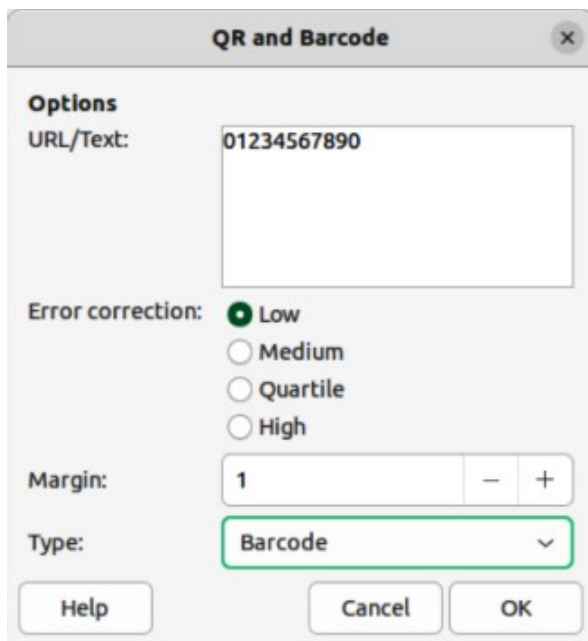 QR and Barcode
Options
URL/Text:
01234567890
Error correction:
Low
Medium
Quartile
High
Margin:
1
Type:
Barcode
Help
Cancel
OK